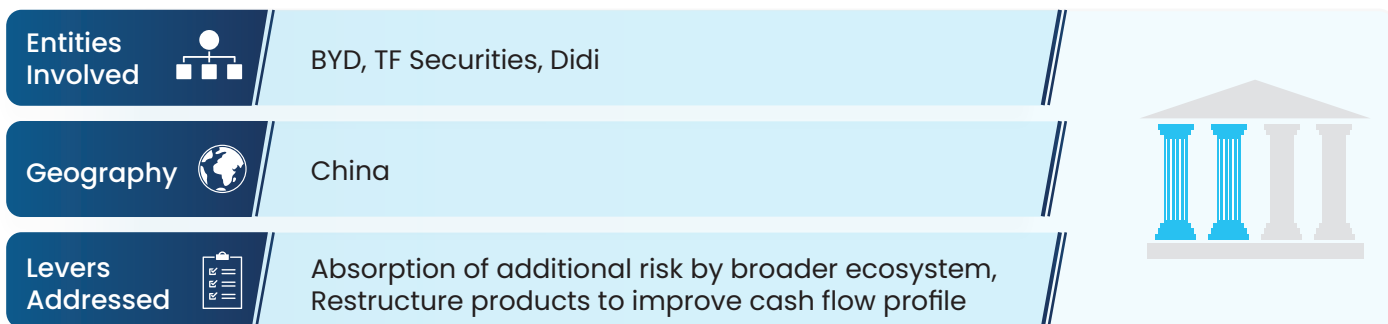 Entities
Involved
BYD, TF Securities, Didi
Geography
China
Levers
Addressed
Absorption of additional risk by broader ecosystem,
Restructure products to improve cash flow profile